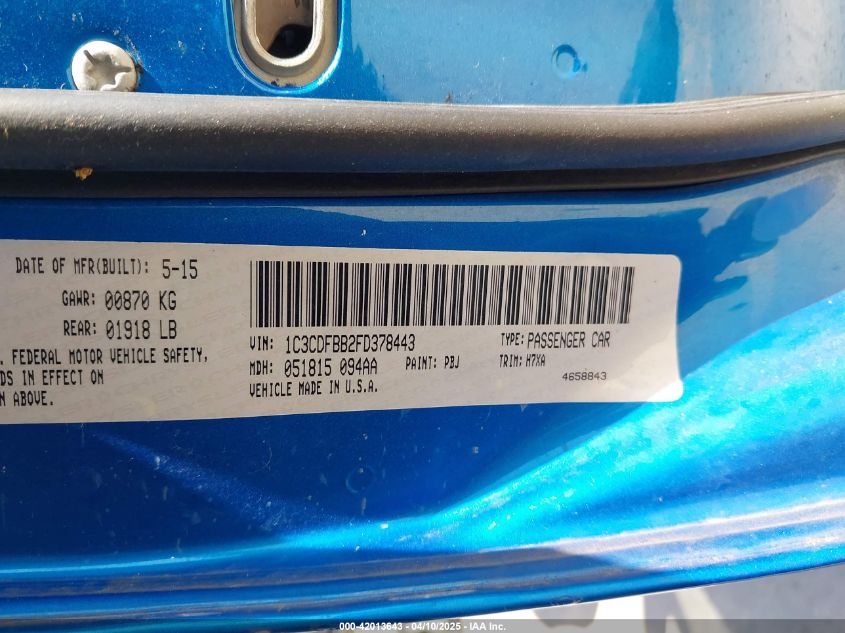 DATE OF MFR(BUILT): 5-15
GAWR: 00870 KG
REAR: 01918 LB
. FEDERAL MOTOR VEHICLE SAFETY,
DS IN EFFECT ON
N ABOVE.
VIN: 1C3CDFBB2FD378443
TYPE: PASSENGER CAR
MDH: 051815 094AA
PAINT: PBJ
TRIM: H7XA
VEHICLE MADE IN U.S.A.
4658843
000-42013643 - 04/10/2025 - IAA Inc.